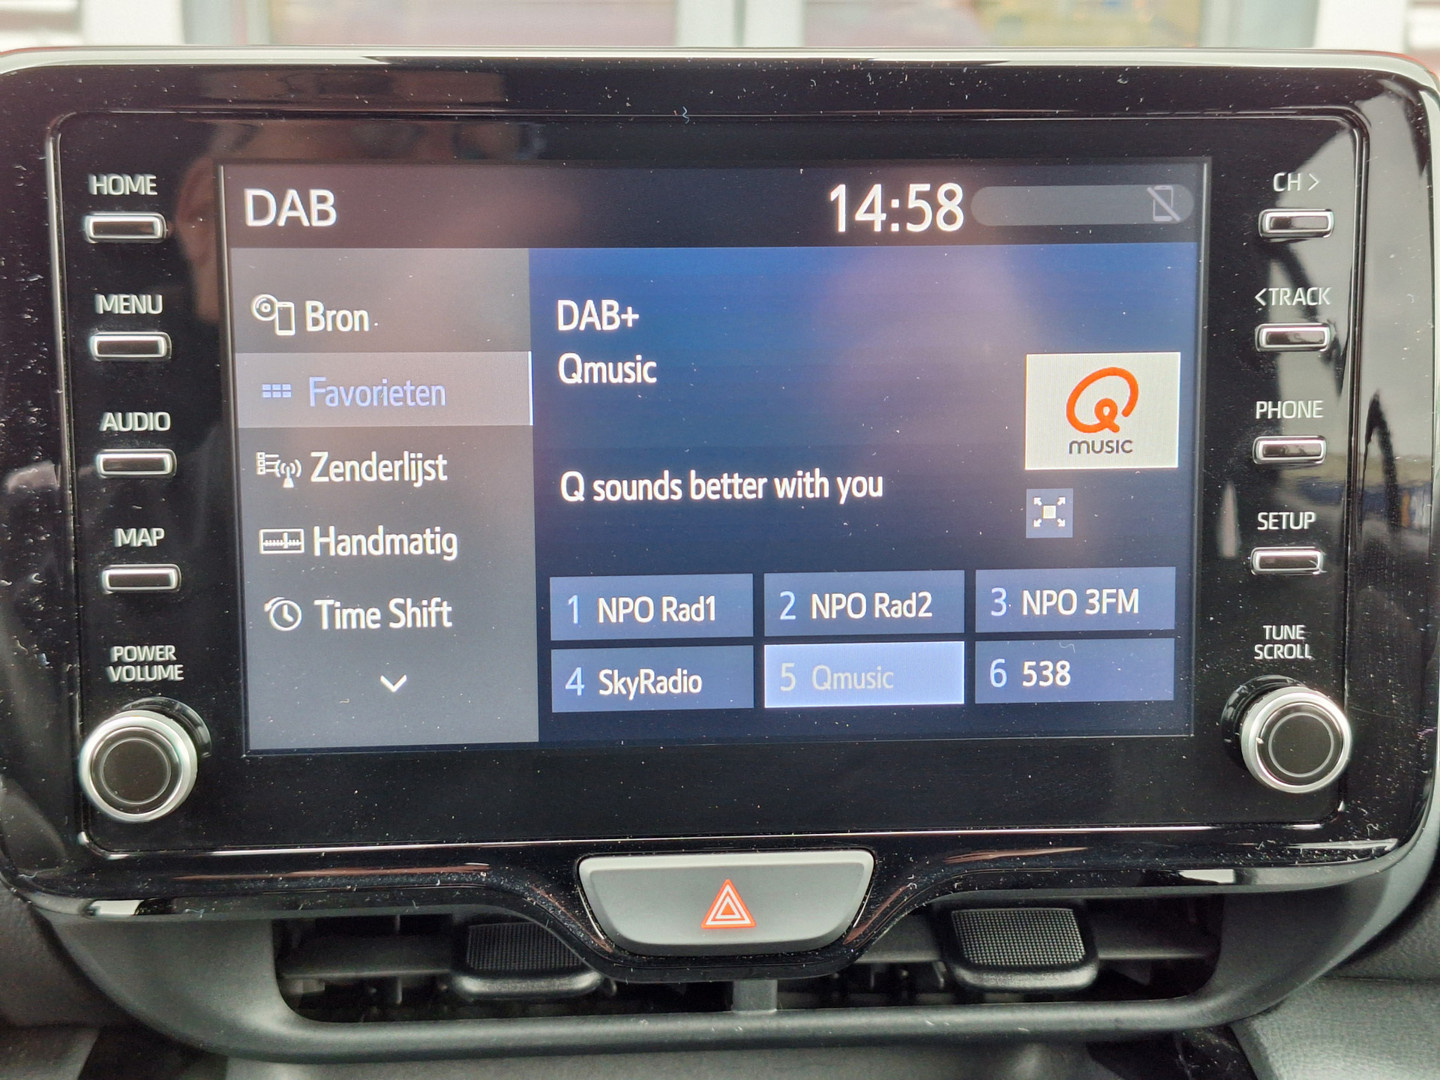 HOME
MENU
AUDIO
MAP
POWER
VOLUME
DAB
14:58
Bron
Favorieten
Zenderlijst
Handmatig
Time Shift
DAB+
Qmusic
Q sounds better with you
Q
MUSIC
1 NPO Rad1
2 NPO Rad2
3 NPO 3FM
4 SkyRadio
5 Qmusic
6 538
CH >
<TRACK
PHONE
SETUP
TUNE
SCROLL